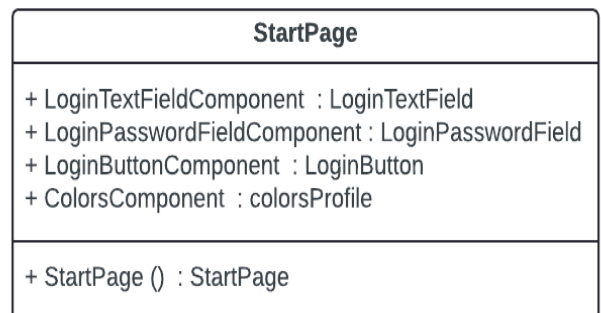 StartPage
+ LoginTextFieldComponent : LoginTextField
+ LoginPasswordFieldComponent : LoginPasswordField
+ LoginButtonComponent : LoginButton
+ ColorsComponent : colorsProfile
+ StartPage () : StartPage